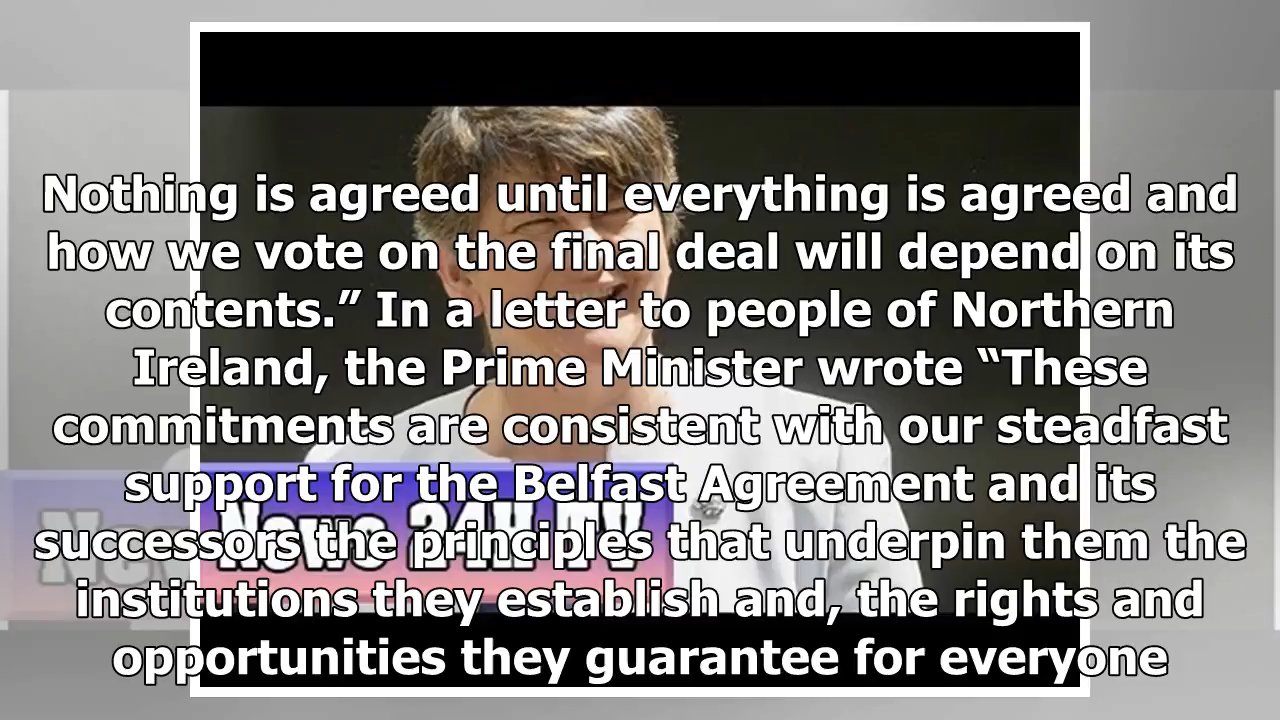 Nothing is agreed until everything is agreed and
how we vote on the final deal will depend on its
contents.” In a letter to people of Northern
Ireland, the Prime Minister wrote “These
commitments are consistent with our steadfast
support for the Belfast Agreement and its
successors the principles that underpin them the
institutions they establish and, the rights and
opportunities they guarantee for everyone
News 24H TV